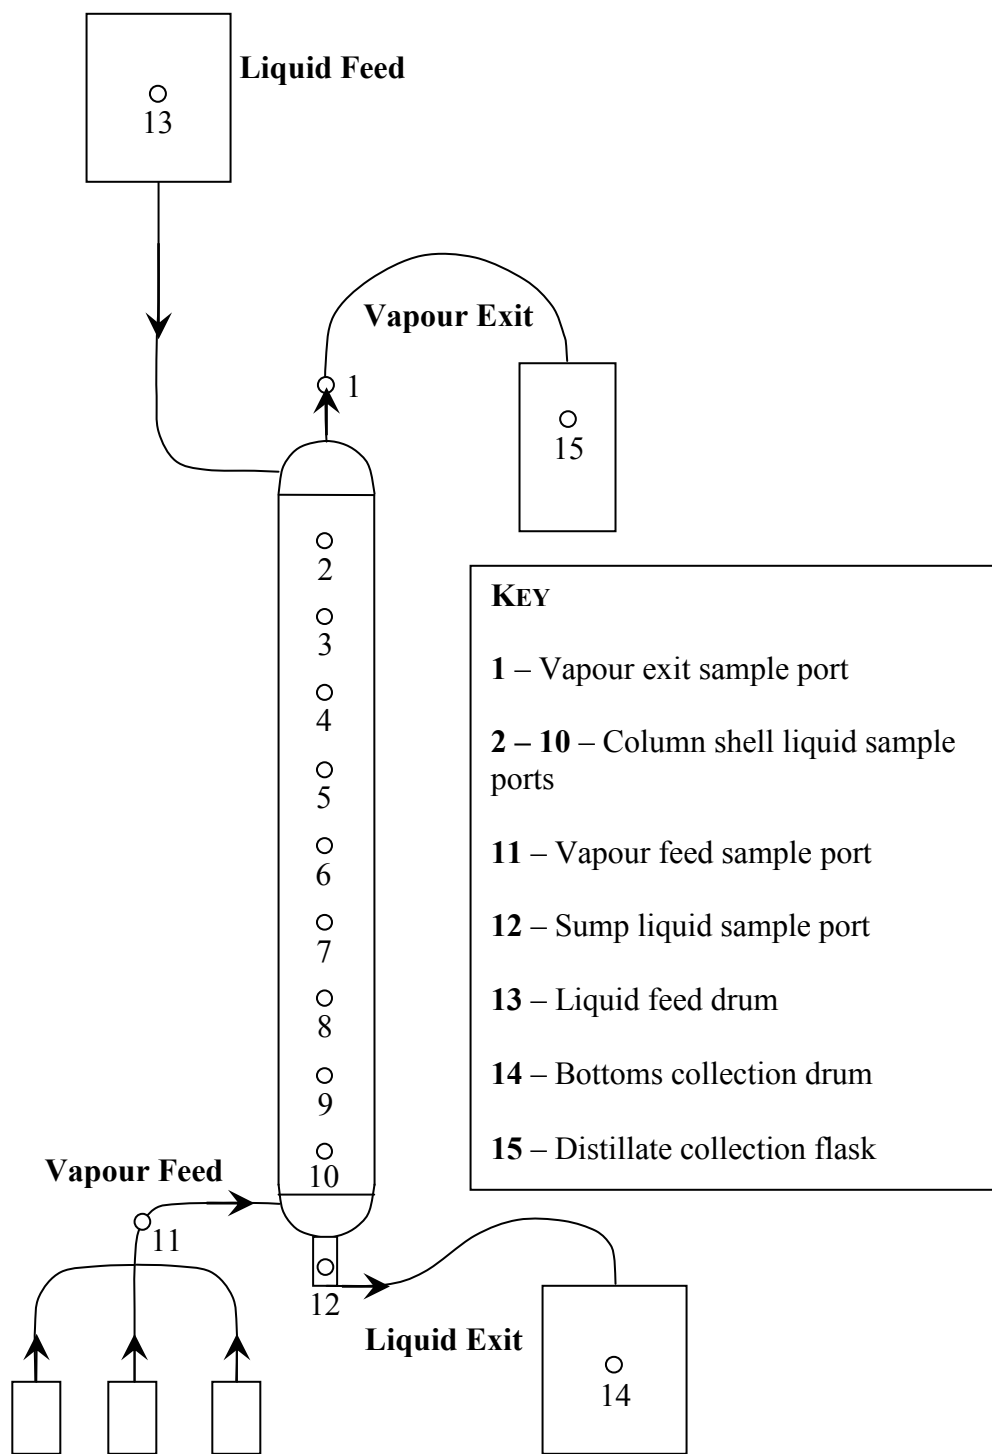 Liquid Feed
13
Vapour Exit
1
15
2
3
4
5
6
7
8
9
10
KEY
1 – Vapour exit sample port
2 – 10 – Column shell liquid sample
ports
11 – Vapour feed sample port
12 – Sump liquid sample port
13 – Liquid feed drum
14 – Bottoms collection drum
15 – Distillate collection flask
Vapour Feed
11
12
Liquid Exit
14